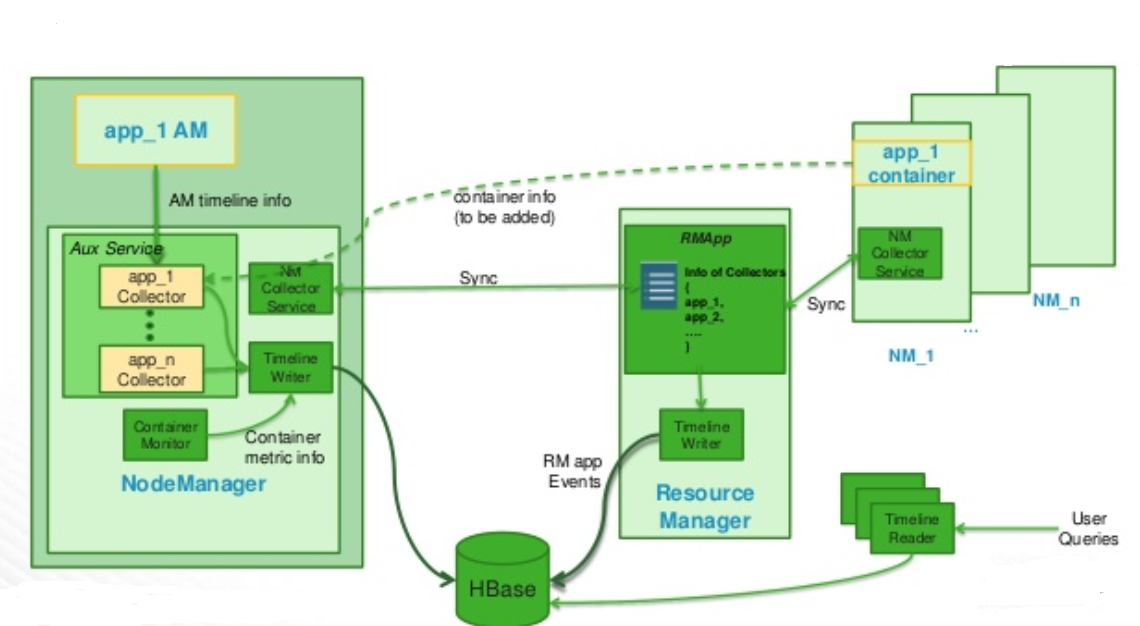 app_1 AM
AM timeline info
Aux Service
app_1
Collector
app_n
Collector
NM
Collector
Service
Timeline
Writer
Container
Monitor
Container
metric info
NodeManager
container info
(to be added)
Sync
RMApp
Info of Collectors
{
app_1,
app_2,
....
}
Timeline
Writer
RM app
Events
Resource
Manager
HBase
Sync
app_1
container
NM
Collector
Service
NM_1
...
NM_n
Timeline
Reader
User
Queries